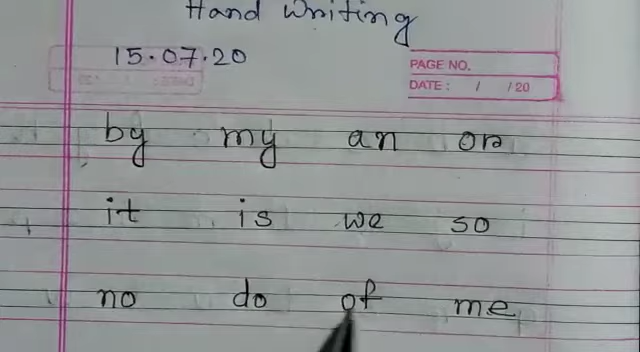 Hand Writing
15.07.20
PAGE NO.
DATE : / /20
by my an on
it is we so
no do of me